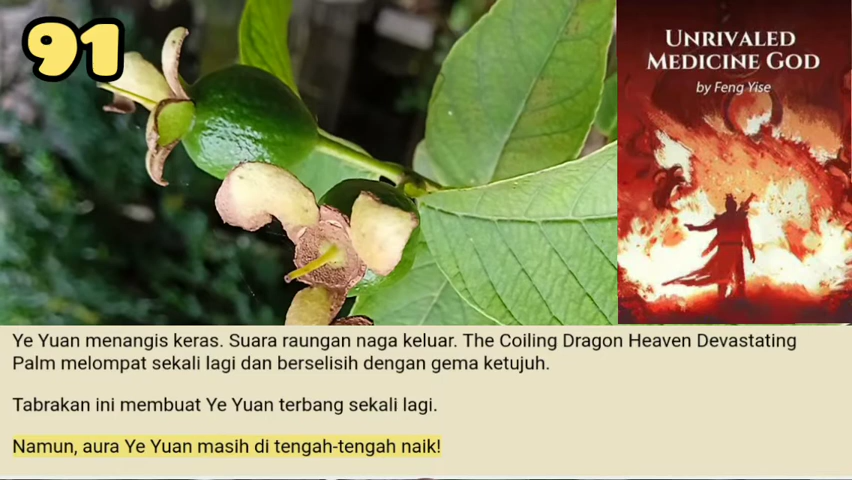 91
UNRIVALED
MEDICINE GOD
by Feng Yise
Ye Yuan menangis keras. Suara raungan naga keluar. The Coiling Dragon Heaven Devastating
Palm melompat sekali lagi dan berselisih dengan gema ketujuh.
Tabrakan ini membuat Ye Yuan terbang sekali lagi.
Namun, aura Ye Yuan masih di tengah-tengah naik!